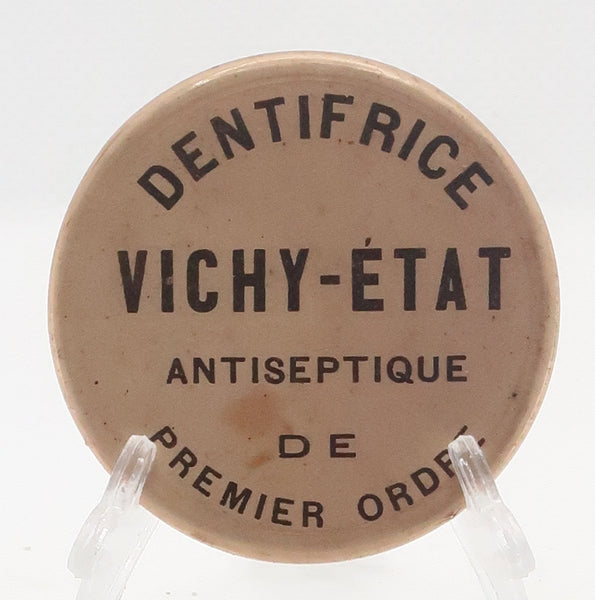 DENTIFRICE
VICHY-ÉTAT
ANTISEPTIQUE
DE
PREMIER ORDRE